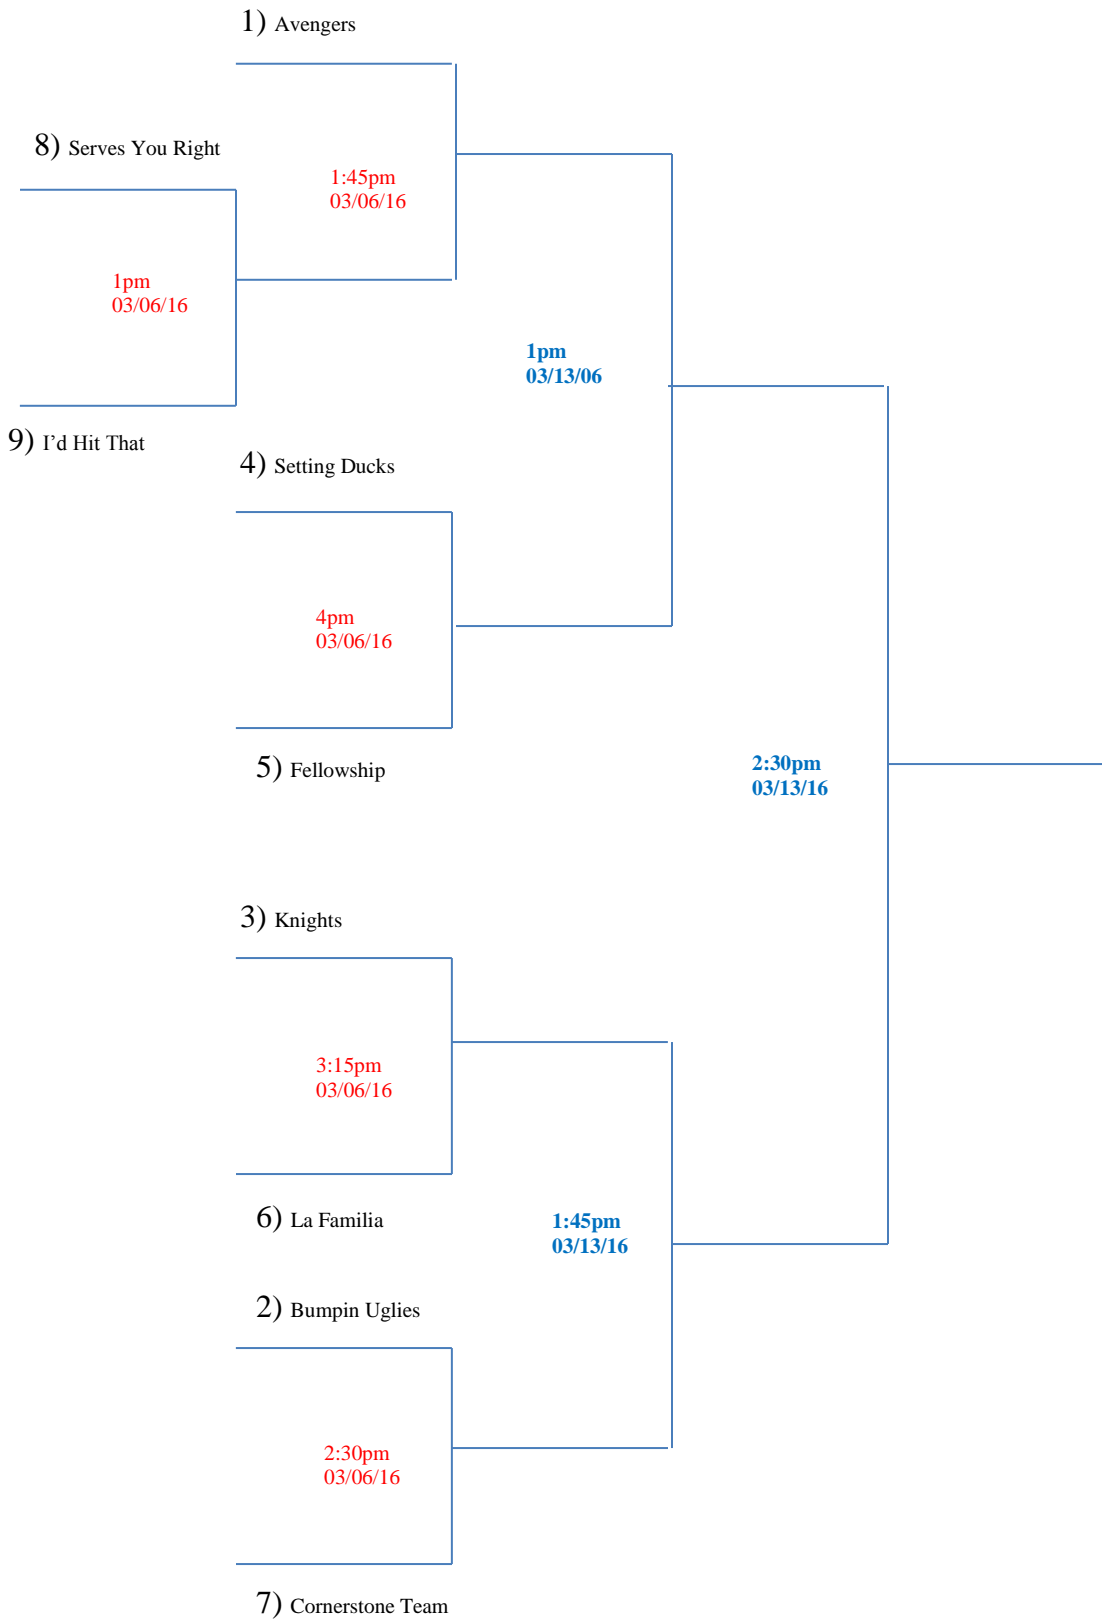 1) Avengers
8) Serves You Right
1:45pm
03/06/16
1pm
03/06/16
1pm
03/13/06
9) I’d Hit That
4) Setting Ducks
4pm
03/06/16
5) Fellowship
2:30pm
03/13/16
3) Knights
3:15pm
03/06/16
6) La Familia
1:45pm
03/13/16
2) Bumpin Uglies
2:30pm
03/06/16
7) Cornerstone Team